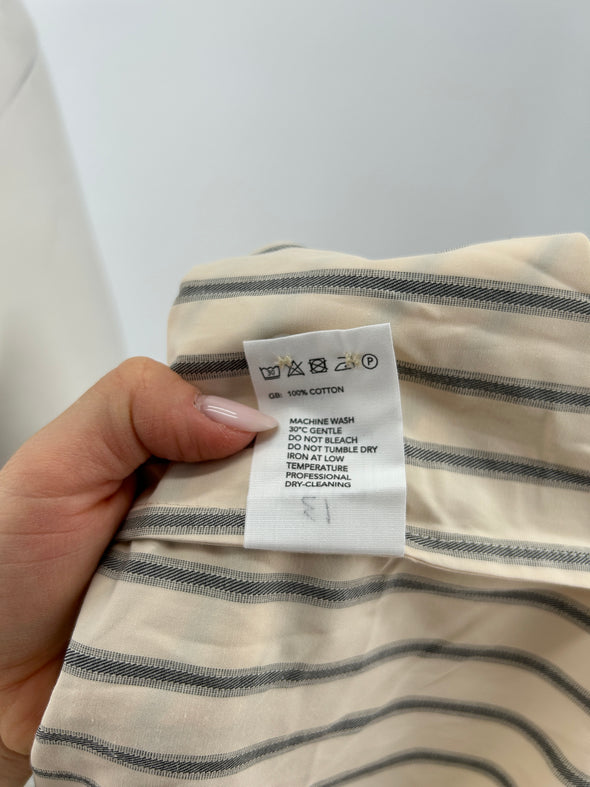 30 P
GB: 100% COTTON
MACHINE WASH
30°C GENTLE
DO NOT BLEACH
DO NOT TUMBLE DRY
IRON AT LOW
TEMPERATURE
PROFESSIONAL
DRY-CLEANING